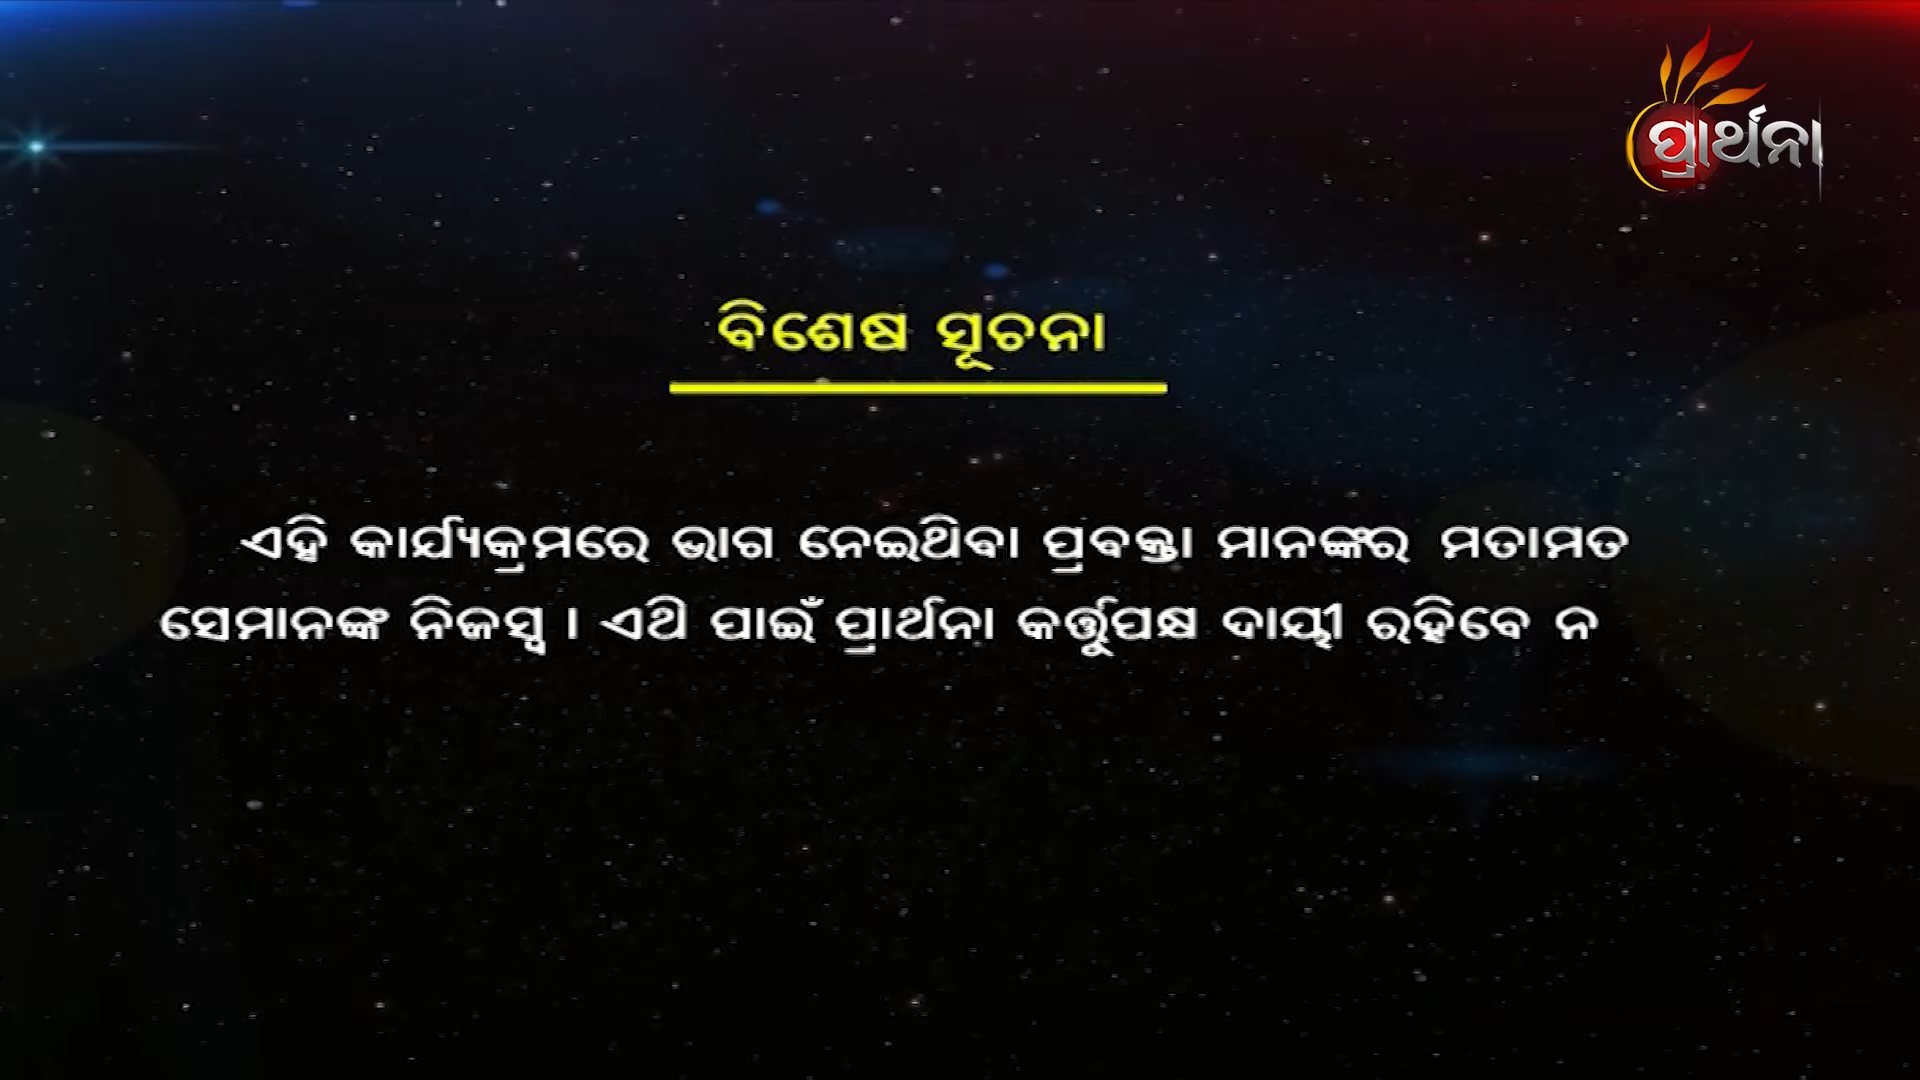 ପ୍ରାର୍ଥନା
ବିଶେଷ ସୂଚନା
ଏହି କାର୍ଯ୍ୟକ୍ରମରେ ଭାଗ ନେଇଥିବା ପ୍ରବକ୍ତା ମାନଙ୍କର ମତାମତ
ସେମାନଙ୍କ ନିଜସ୍ୱ । ଏଥି ପାଇଁ ପ୍ରାର୍ଥନା କର୍ତ୍ତୁପକ୍ଷ ଦାୟୀ ରହିବେ ନ